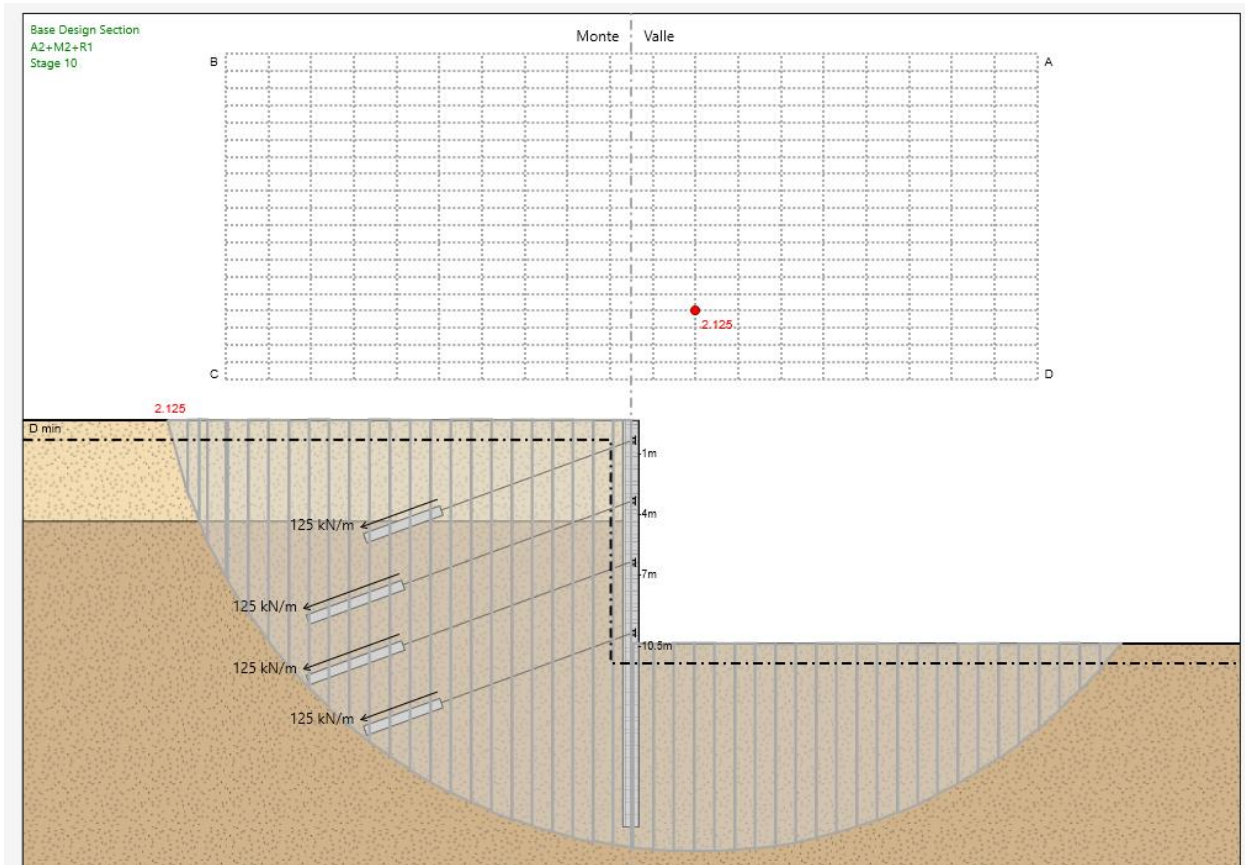 Base Design Section
A2+M2+R1
Stage 10
Monte Valle
B A
2.125
C D
2.125
D min
-1m
125 kN/m
-4m
125 kN/m
-7m
125 kN/m
-10.5m
125 kN/m